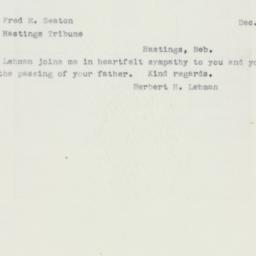 Fred M. Seaton Dec.
Hastings Tribune
Hastings, Neb.
Lehman joins me in heartfelt sympathy to you and yo
the passing of your father. Kind regards.
Herbert H. Lehman